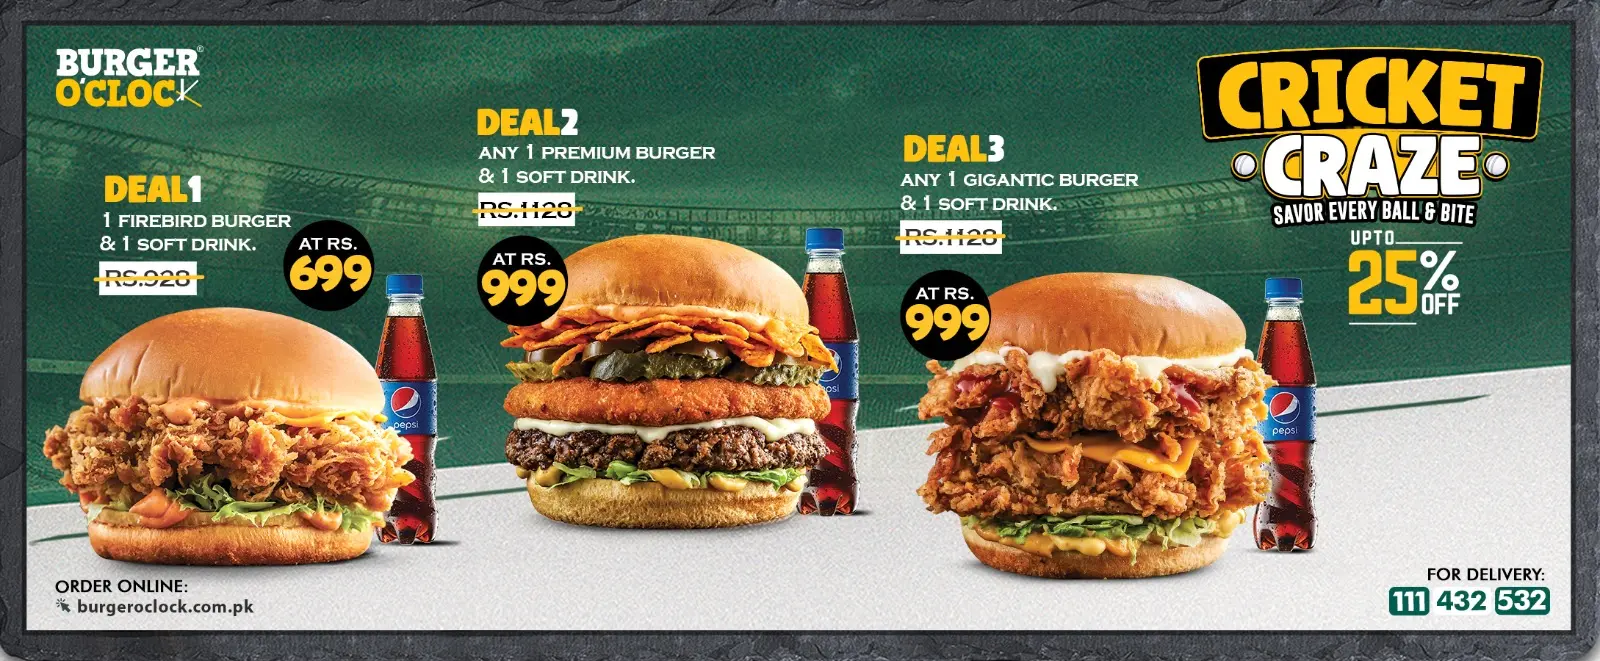 BURGER
O'CLOCK
DEAL1
1 FIREBIRD BURGER
& 1 SOFT DRINK.
RS.928
AT RS.
699
DEAL2
ANY 1 PREMIUM BURGER
& 1 SOFT DRINK.
RS.1128
AT RS.
999
DEAL3
ANY 1 GIGANTIC BURGER
& 1 SOFT DRINK.
RS.1128
AT RS.
999
CRICKET
CRAZE
SAVOR EVERY BALL & BITE
UPTO
25% OFF
pepsi
psi
pepsi
ORDER ONLINE:
burgeroclock.com.pk
FOR DELIVERY:
111 432 532